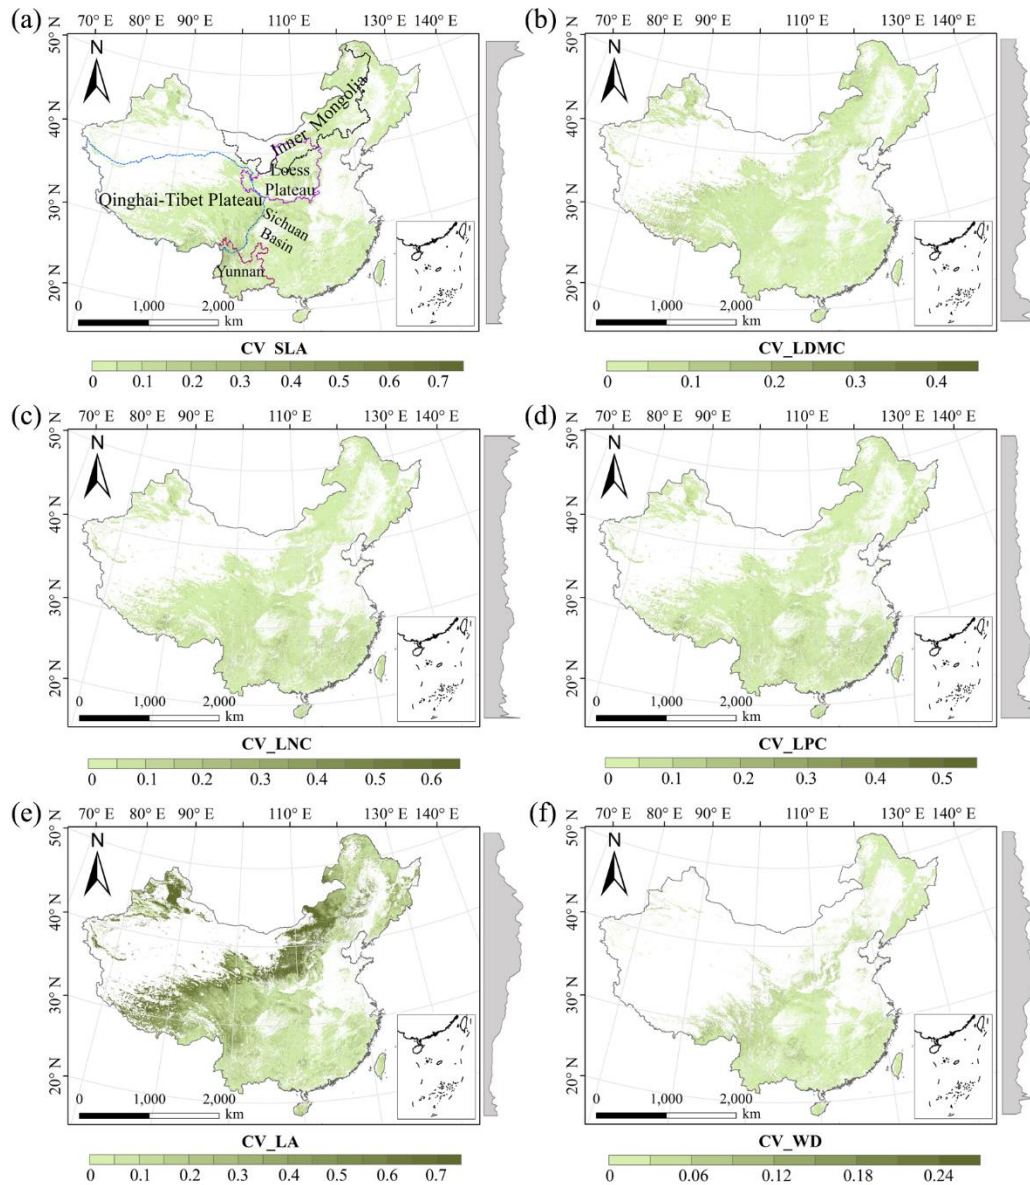 (a)
70° E 80° E 90° E 110° E 120° E 130° E
50° N
40° N
30° N
20° N
N
Inner Mongolia
Loess
Plateau
Qinghai-Tibet Plateau
Sichuan
Basin
Yunnan
0 1,000 2,000
km
CV_SLA
0 0.1 0.2 0.3 0.4 0.5 0.6 0.7
(b)
70° E 80° E 90° E 110° E 120° E 130° E 140° E
50° N
40° N
30° N
20° N
N
0 1,000 2,000
km
CV_LDMC
0 0.1 0.2 0.3 0.4
(c)
70° E 80° E 90° E 110° E 120° E 130° E 140° E
50° N
40° N
30° N
20° N
N
0 1,000 2,000
km
CV_LNC
0 0.1 0.2 0.3 0.4 0.5 0.6
(d)
70° E 80° E 90° E 110° E 120° E 130° E 140° E
50° N
40° N
30° N
20° N
N
0 1,000 2,000
km
CV_LPC
0 0.1 0.2 0.3 0.4 0.5
(e)
70° E 80° E 90° E 110° E 120° E 130° E 140° E
50° N
40° N
30° N
20° N
N
0 1,000 2,000
km
CV_LA
0 0.1 0.2 0.3 0.4 0.5 0.6 0.7
(f)
70° E 80° E 90° E 110° E 120° E 130° E 140° E
50° N
40° N
30° N
20° N
N
0 1,000 2,000
km
CV_WD
0 0.06 0.12 0.18 0.24